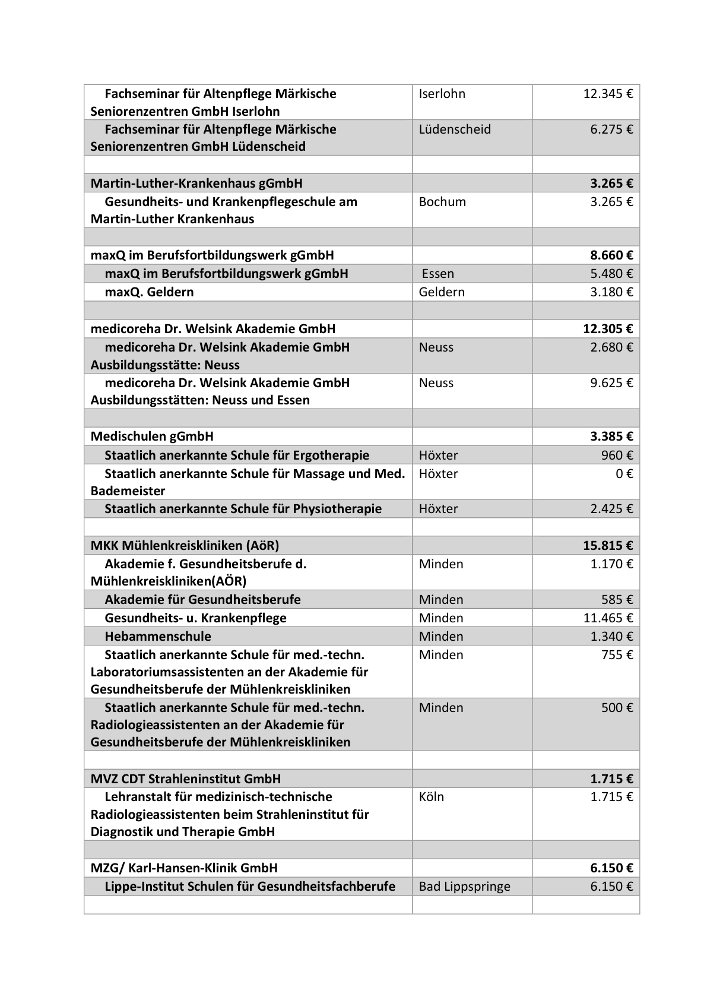 Fachseminar für Altenpflege Märkische Iserlohn 12.345 €
Seniorenzentren GmbH Iserlohn
Fachseminar für Altenpflege Märkische Lüdenscheid 6.275 €
Seniorenzentren GmbH Lüdenscheid
Martin-Luther-Krankenhaus gGmbH 3.265 €
Gesundheits- und Krankenpflegeschule am Bochum 3.265 €
Martin-Luther Krankenhaus
maxQ im Berufsfortbildungswerk gGmbH 8.660 €
maxQ im Berufsfortbildungswerk gGmbH Essen 5.480 €
maxQ. Geldern Geldern 3.180 €
medicoreha Dr. Welsink Akademie GmbH 12.305 €
medicoreha Dr. Welsink Akademie GmbH Neuss 2.680 €
Ausbildungsstätte: Neuss
medicoreha Dr. Welsink Akademie GmbH Neuss 9.625 €
Ausbildungsstätten: Neuss und Essen
Medischulen gGmbH 3.385 €
Staatlich anerkannte Schule für Ergotherapie Höxter 960 €
Staatlich anerkannte Schule für Massage und Med. Höxter 0 €
Bademeister
Staatlich anerkannte Schule für Physiotherapie Höxter 2.425 €
MKK Mühlenkreiskliniken (AöR) 15.815 €
Akademie f. Gesundheitsberufe d. Minden 1.170 €
Mühlenkreiskliniken(AÖR)
Akademie für Gesundheitsberufe Minden 585 €
Gesundheits- u. Krankenpflege Minden 11.465 €
Hebammenschule Minden 1.340 €
Staatlich anerkannte Schule für med.-techn. Minden 755 €
Laboratoriumsassistenten an der Akademie für
Gesundheitsberufe der Mühlenkreiskliniken
Staatlich anerkannte Schule für med.-techn. Minden 500 €
Radiologieassistenten an der Akademie für
Gesundheitsberufe der Mühlenkreiskliniken
MVZ CDT Strahleninstitut GmbH 1.715 €
Lehranstalt für medizinisch-technische Köln 1.715 €
Radiologieassistenten beim Strahleninstitut für
Diagnostik und Therapie GmbH
MZG/ Karl-Hansen-Klinik GmbH 6.150 €
Lippe-Institut Schulen für Gesundheitsfachberufe Bad Lippspringe 6.150 €